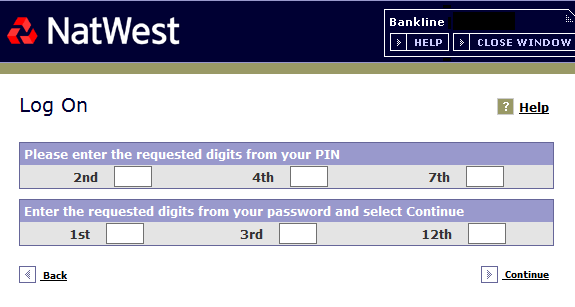 NatWest
Bankline
HELP CLOSE WINDOW
Log On
? Help
Please enter the requested digits from your PIN
2nd 4th 7th
Enter the requested digits from your password and select Continue
1st 3rd 12th
Back Continue